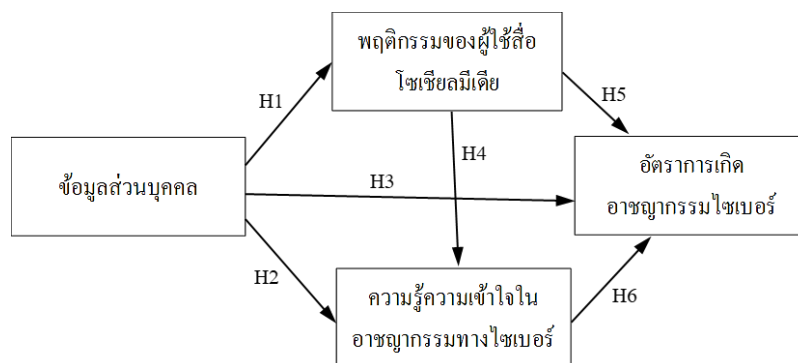 พฤติกรรมของผู้ใช้สื่อ
โซเชียลมีเดีย
H1
H5
H4
ข้อมูลส่วนบุคคล
H3
อัตราการเกิด
อาชญากรรมไซเบอร์
H2
ความรู้ความเข้าใจใน
อาชญากรรมทางไซเบอร์
H6